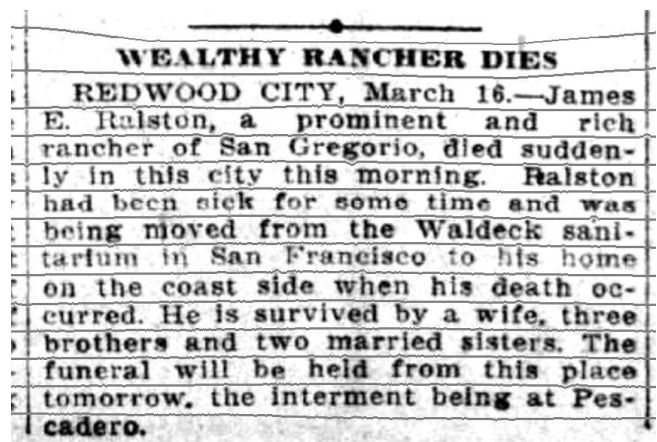 WEALTHY RANCHER DIES
REDWOOD CITY, March 16.—James
E. Ralston, a prominent and rich
rancher of San Gregorio, died sudden-
ly in this city this morning. Ralston
had been sick for some time and was
being moved from the Waldeck sani-
tarium in San Francisco to his home
on the coast side when his death oc-
curred. He is survived by a wife, three
brothers and two married sisters. The
funeral will be held from this place
tomorrow, the interment being at Pes-
cadero.